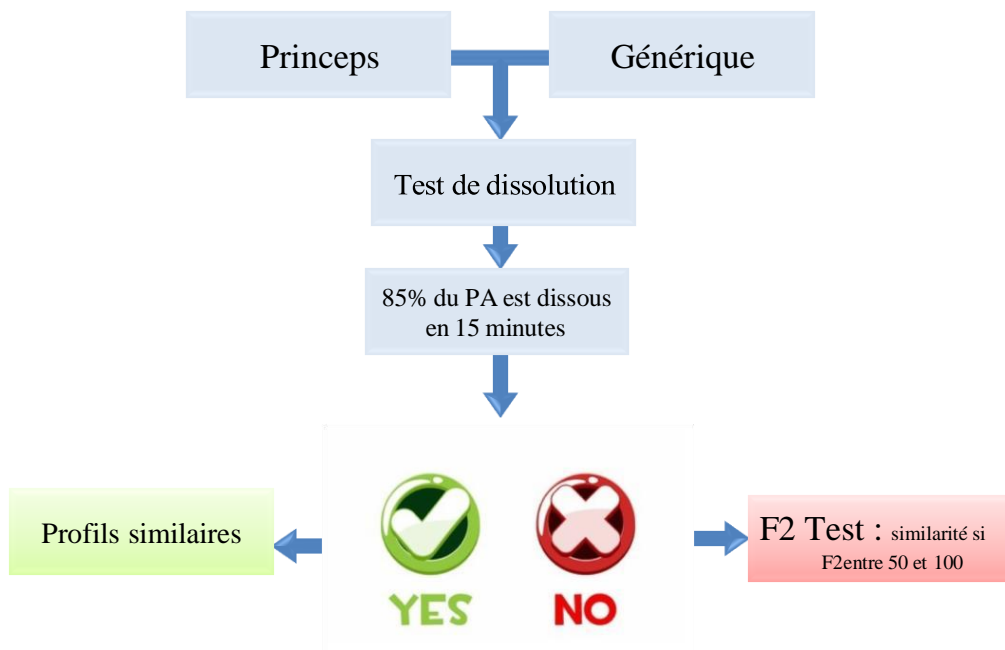 Princeps
Générique
Test de dissolution
85% du PA est dissous
en 15 minutes
Profils similaires
YES
NO
F2 Test : similarité si
F2entre 50 et 100